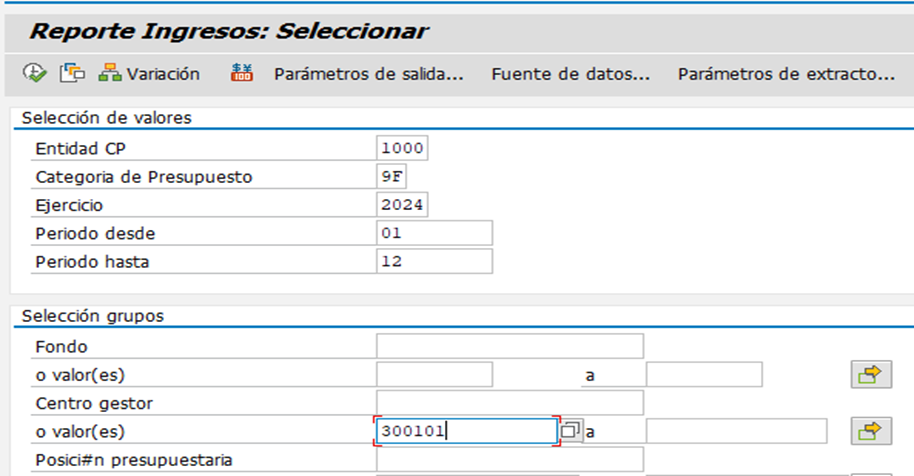 Reporte Ingresos: Seleccionar
Variación Parámetros de salida... Fuente de datos... Parámetros de extracto...
Selección de valores
Entidad CP 1000
Categoria de Presupuesto 9F
Ejercicio 2024
Periodo desde 01
Periodo hasta 12
Selección grupos
Fondo
o valor(es) a
Centro gestor
o valor(es) 300101 a
Posici#n presupuestaria